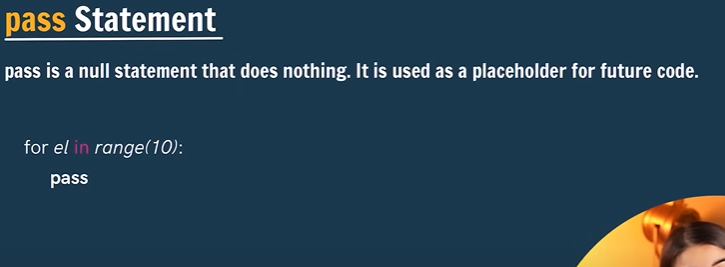 pass Statement
pass is a null statement that does nothing. It is used as a placeholder for future code.
for el in range(10):
pass